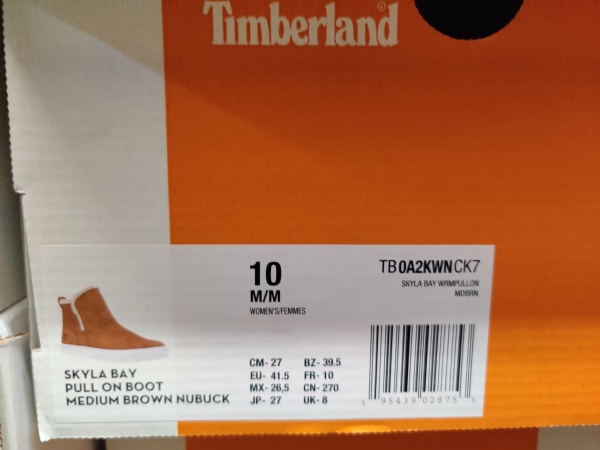 Timberland®
10
M/M
WOMEN'S/FEMMES
TB0A2KWNCK7
SKYLA BAY WRMPULLON
MDBRN
SKYLA BAY
PULL ON BOOT
MEDIUM BROWN NUBUCK
CM- 27 BZ- 39.5
EU- 41.5 FR- 10
MX- 26,5 CN- 270
JP- 27 UK- 8